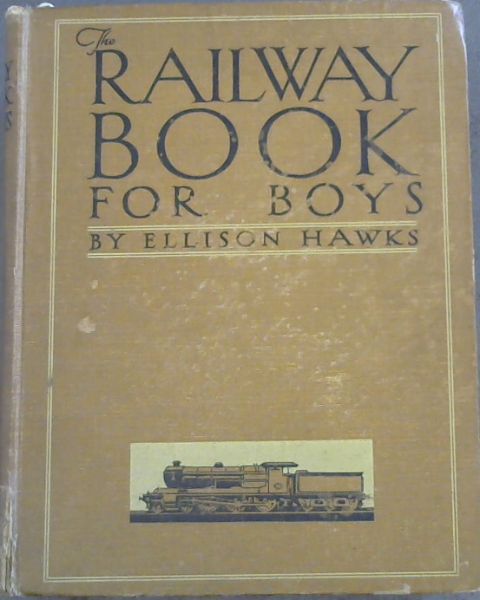 The
RAILWAY
BOOK
FOR BOYS
BY ELLISON HAWKS